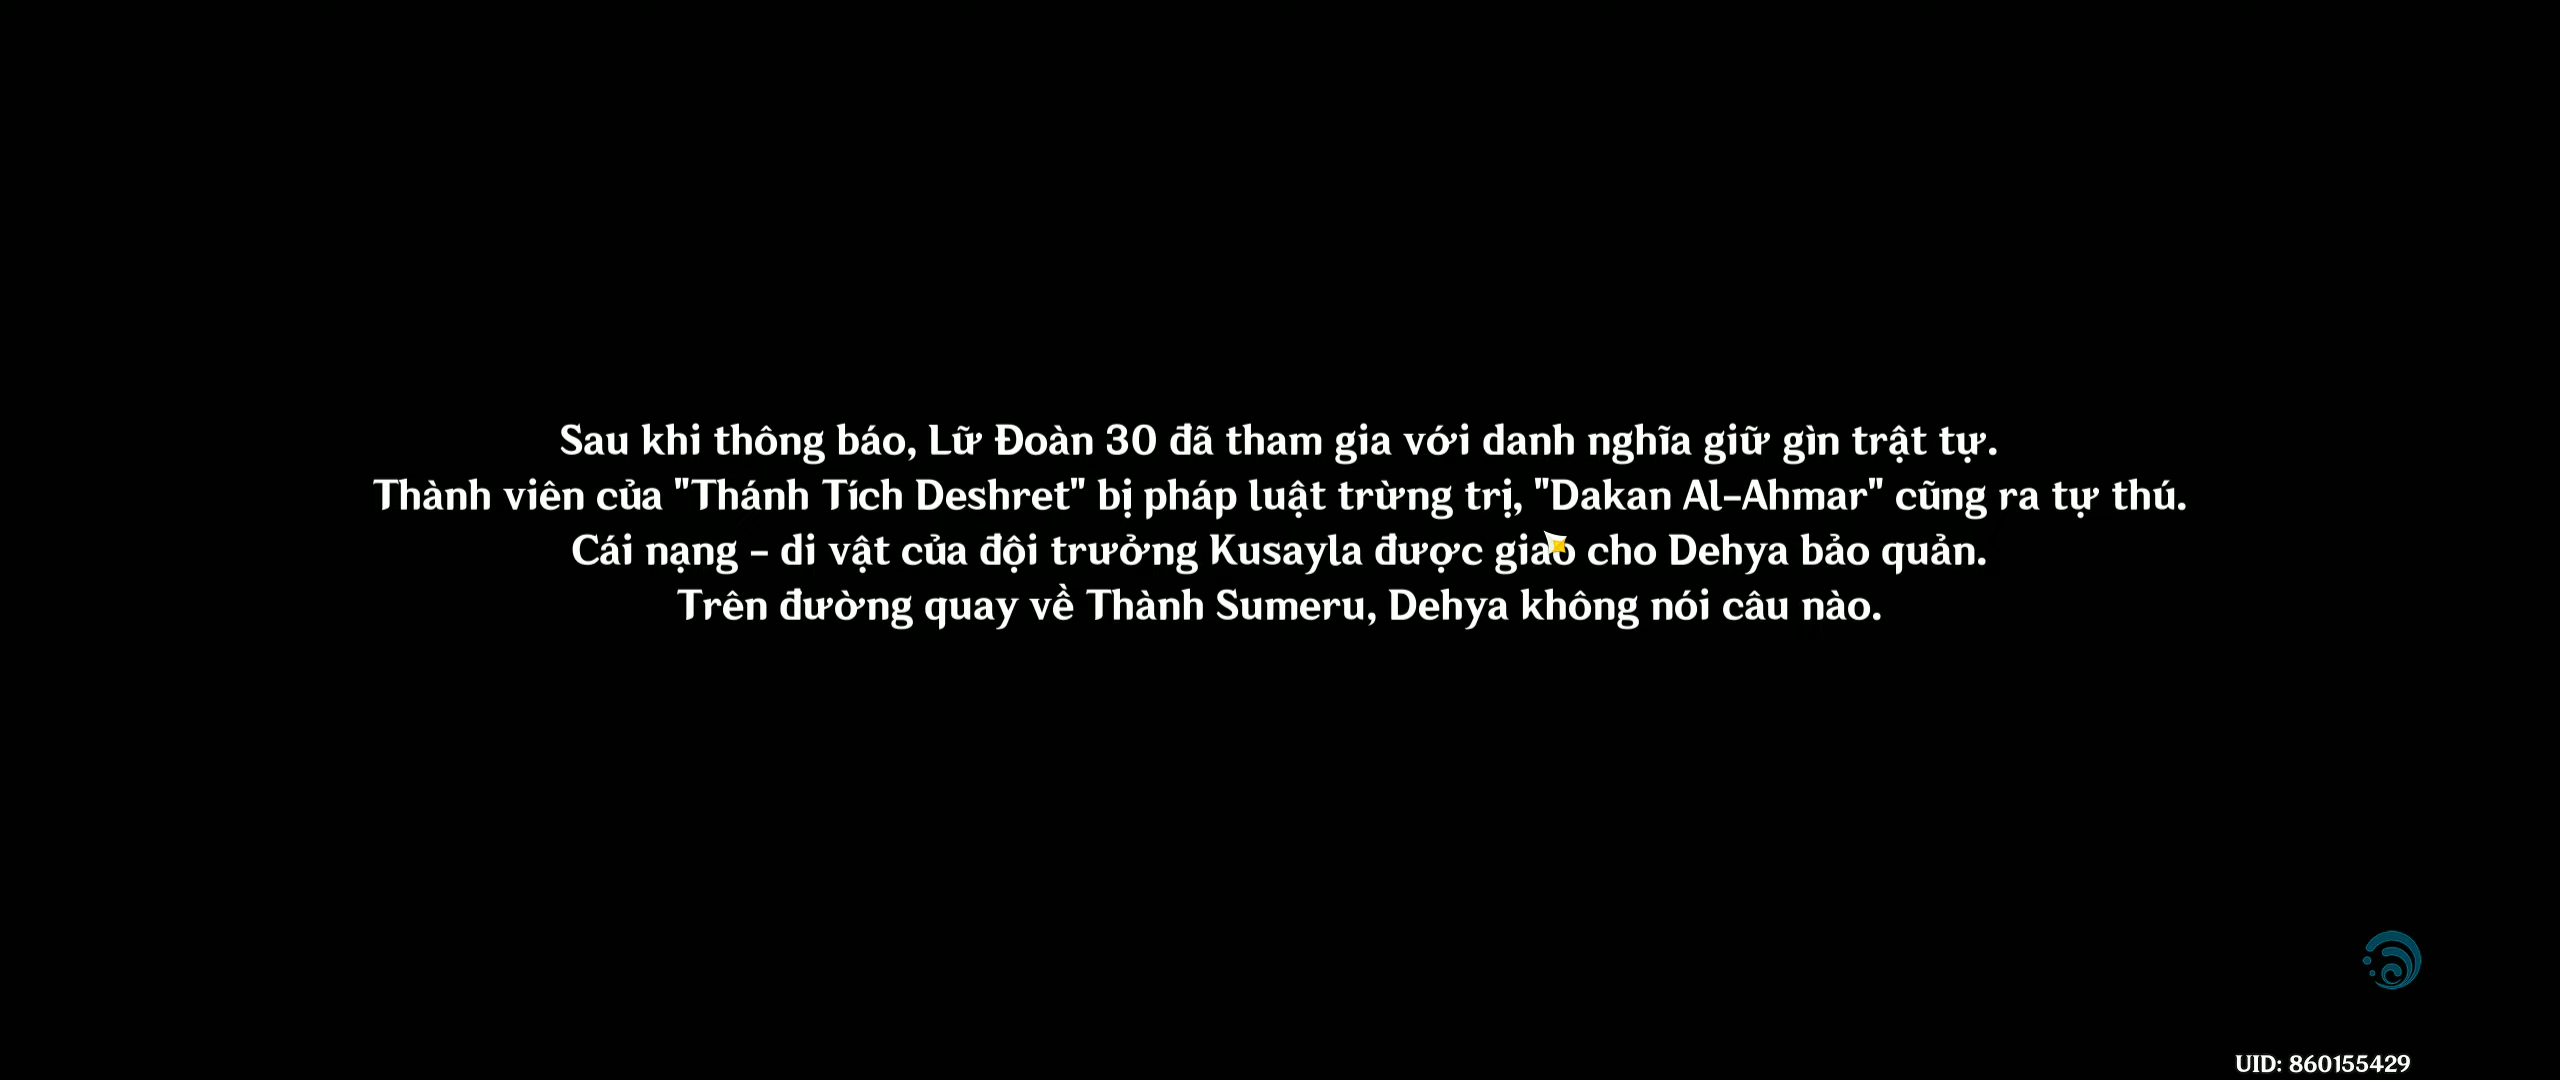 Sau khi thông báo, Lữ Đoàn 30 đã tham gia với danh nghĩa giữ gìn trật tự.
Thành viên của "Thánh Tích Deshret" bị pháp luật trừng trị, "Dakan Al-Ahmar" cũng ra tự thú.
Cái nạng - di vật của đội trưởng Kusayla được giao cho Dehya bảo quản.
Trên đường quay về Thành Sumeru, Dehya không nói câu nào.
UID: 860155429